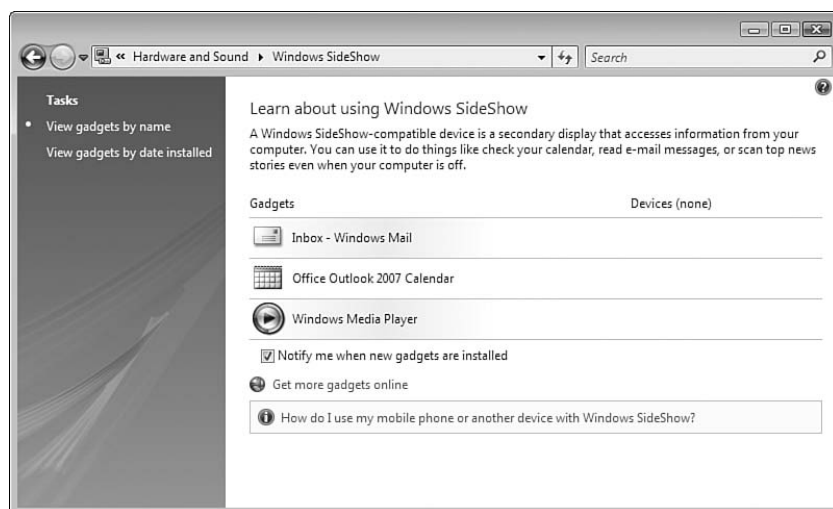 « Hardware and Sound ▸ Windows SideShow
Search
Tasks
• View gadgets by name
View gadgets by date installed
Learn about using Windows SideShow
A Windows SideShow-compatible device is a secondary display that accesses information from your
computer. You can use it to do things like check your calendar, read e-mail messages, or scan top news
stories even when your computer is off.
Gadgets Devices (none)
Inbox - Windows Mail
Office Outlook 2007 Calendar
Windows Media Player
Notify me when new gadgets are installed
Get more gadgets online
How do I use my mobile phone or another device with Windows SideShow?